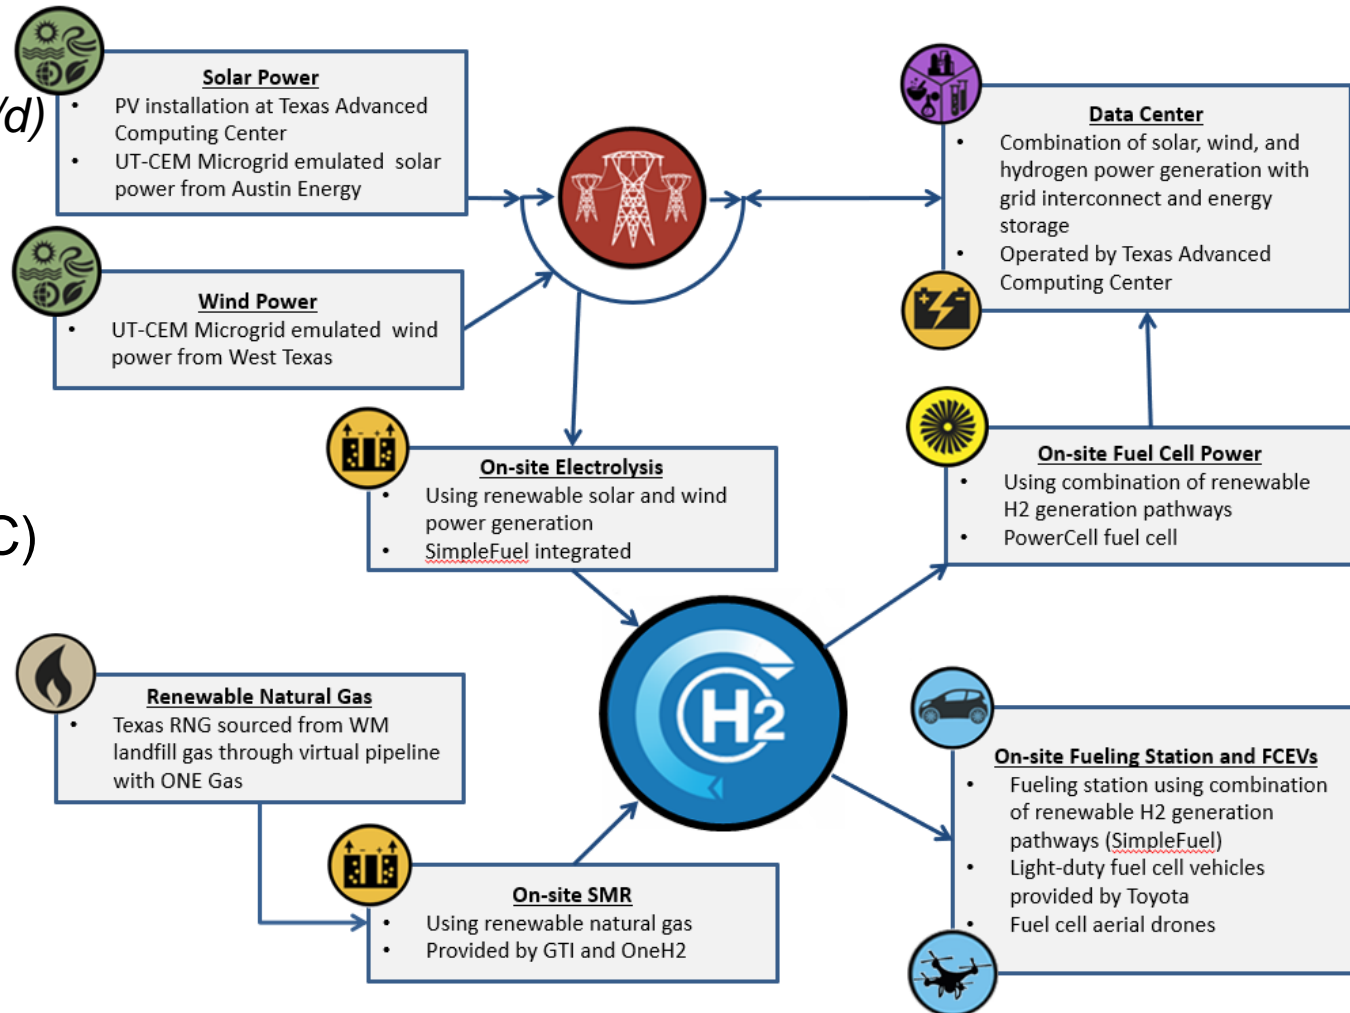 /d)
Solar Power
• PV installation at Texas Advanced
Computing Center
• UT-CEM Microgrid emulated solar
power from Austin Energy
Wind Power
• UT-CEM Microgrid emulated wind
power from West Texas
Data Center
• Combination of solar, wind, and
hydrogen power generation with
grid interconnect and energy
storage
• Operated by Texas Advanced
Computing Center
On-site Electrolysis
• Using renewable solar and wind
power generation
• SimpleFuel integrated
On-site Fuel Cell Power
• Using combination of renewable
H2 generation pathways
• PowerCell fuel cell
C)
H2
Renewable Natural Gas
• Texas RNG sourced from WM
landfill gas through virtual pipeline
with ONE Gas
On-site SMR
• Using renewable natural gas
• Provided by GTI and OneH2
On-site Fueling Station and FCEVs
• Fueling station using combination
of renewable H2 generation
pathways (SimpleFuel)
• Light-duty fuel cell vehicles
provided by Toyota
• Fuel cell aerial drones